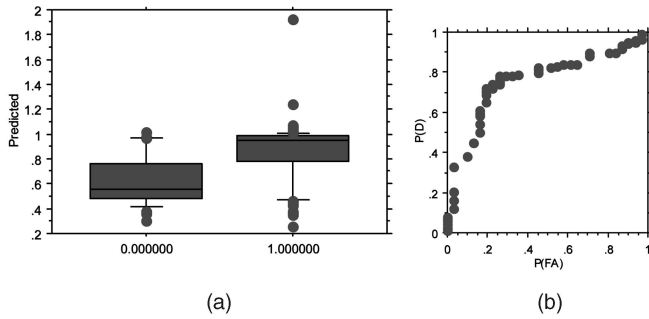 Predicted
2
1.8
1.6
1.4
1.2
1
.8
.6
.4
.2
0.000000 1.000000
(a)
P(D)
1
.8
.6
.4
.2
0
0 .2 .4 .6 .8 1
P(FA)
(b)